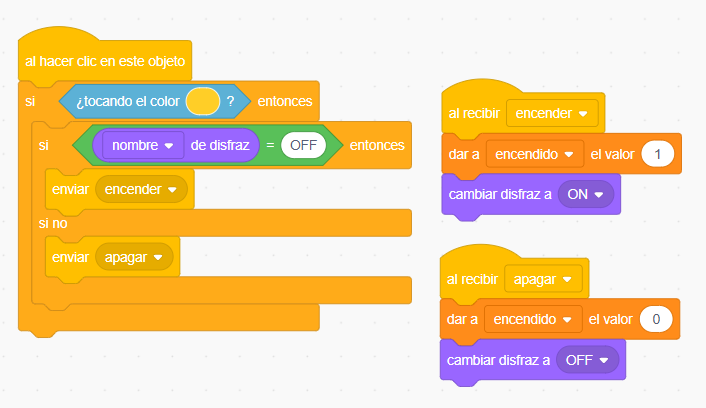 al hacer clic en este objeto
si ¿tocando el color ? entonces
si nombre de disfraz = OFF entonces
enviar encender
si no
enviar apagar
al recibir encender
dar a encendido el valor 1
cambiar disfraz a ON
al recibir apagar
dar a encendido el valor 0
cambiar disfraz a OFF